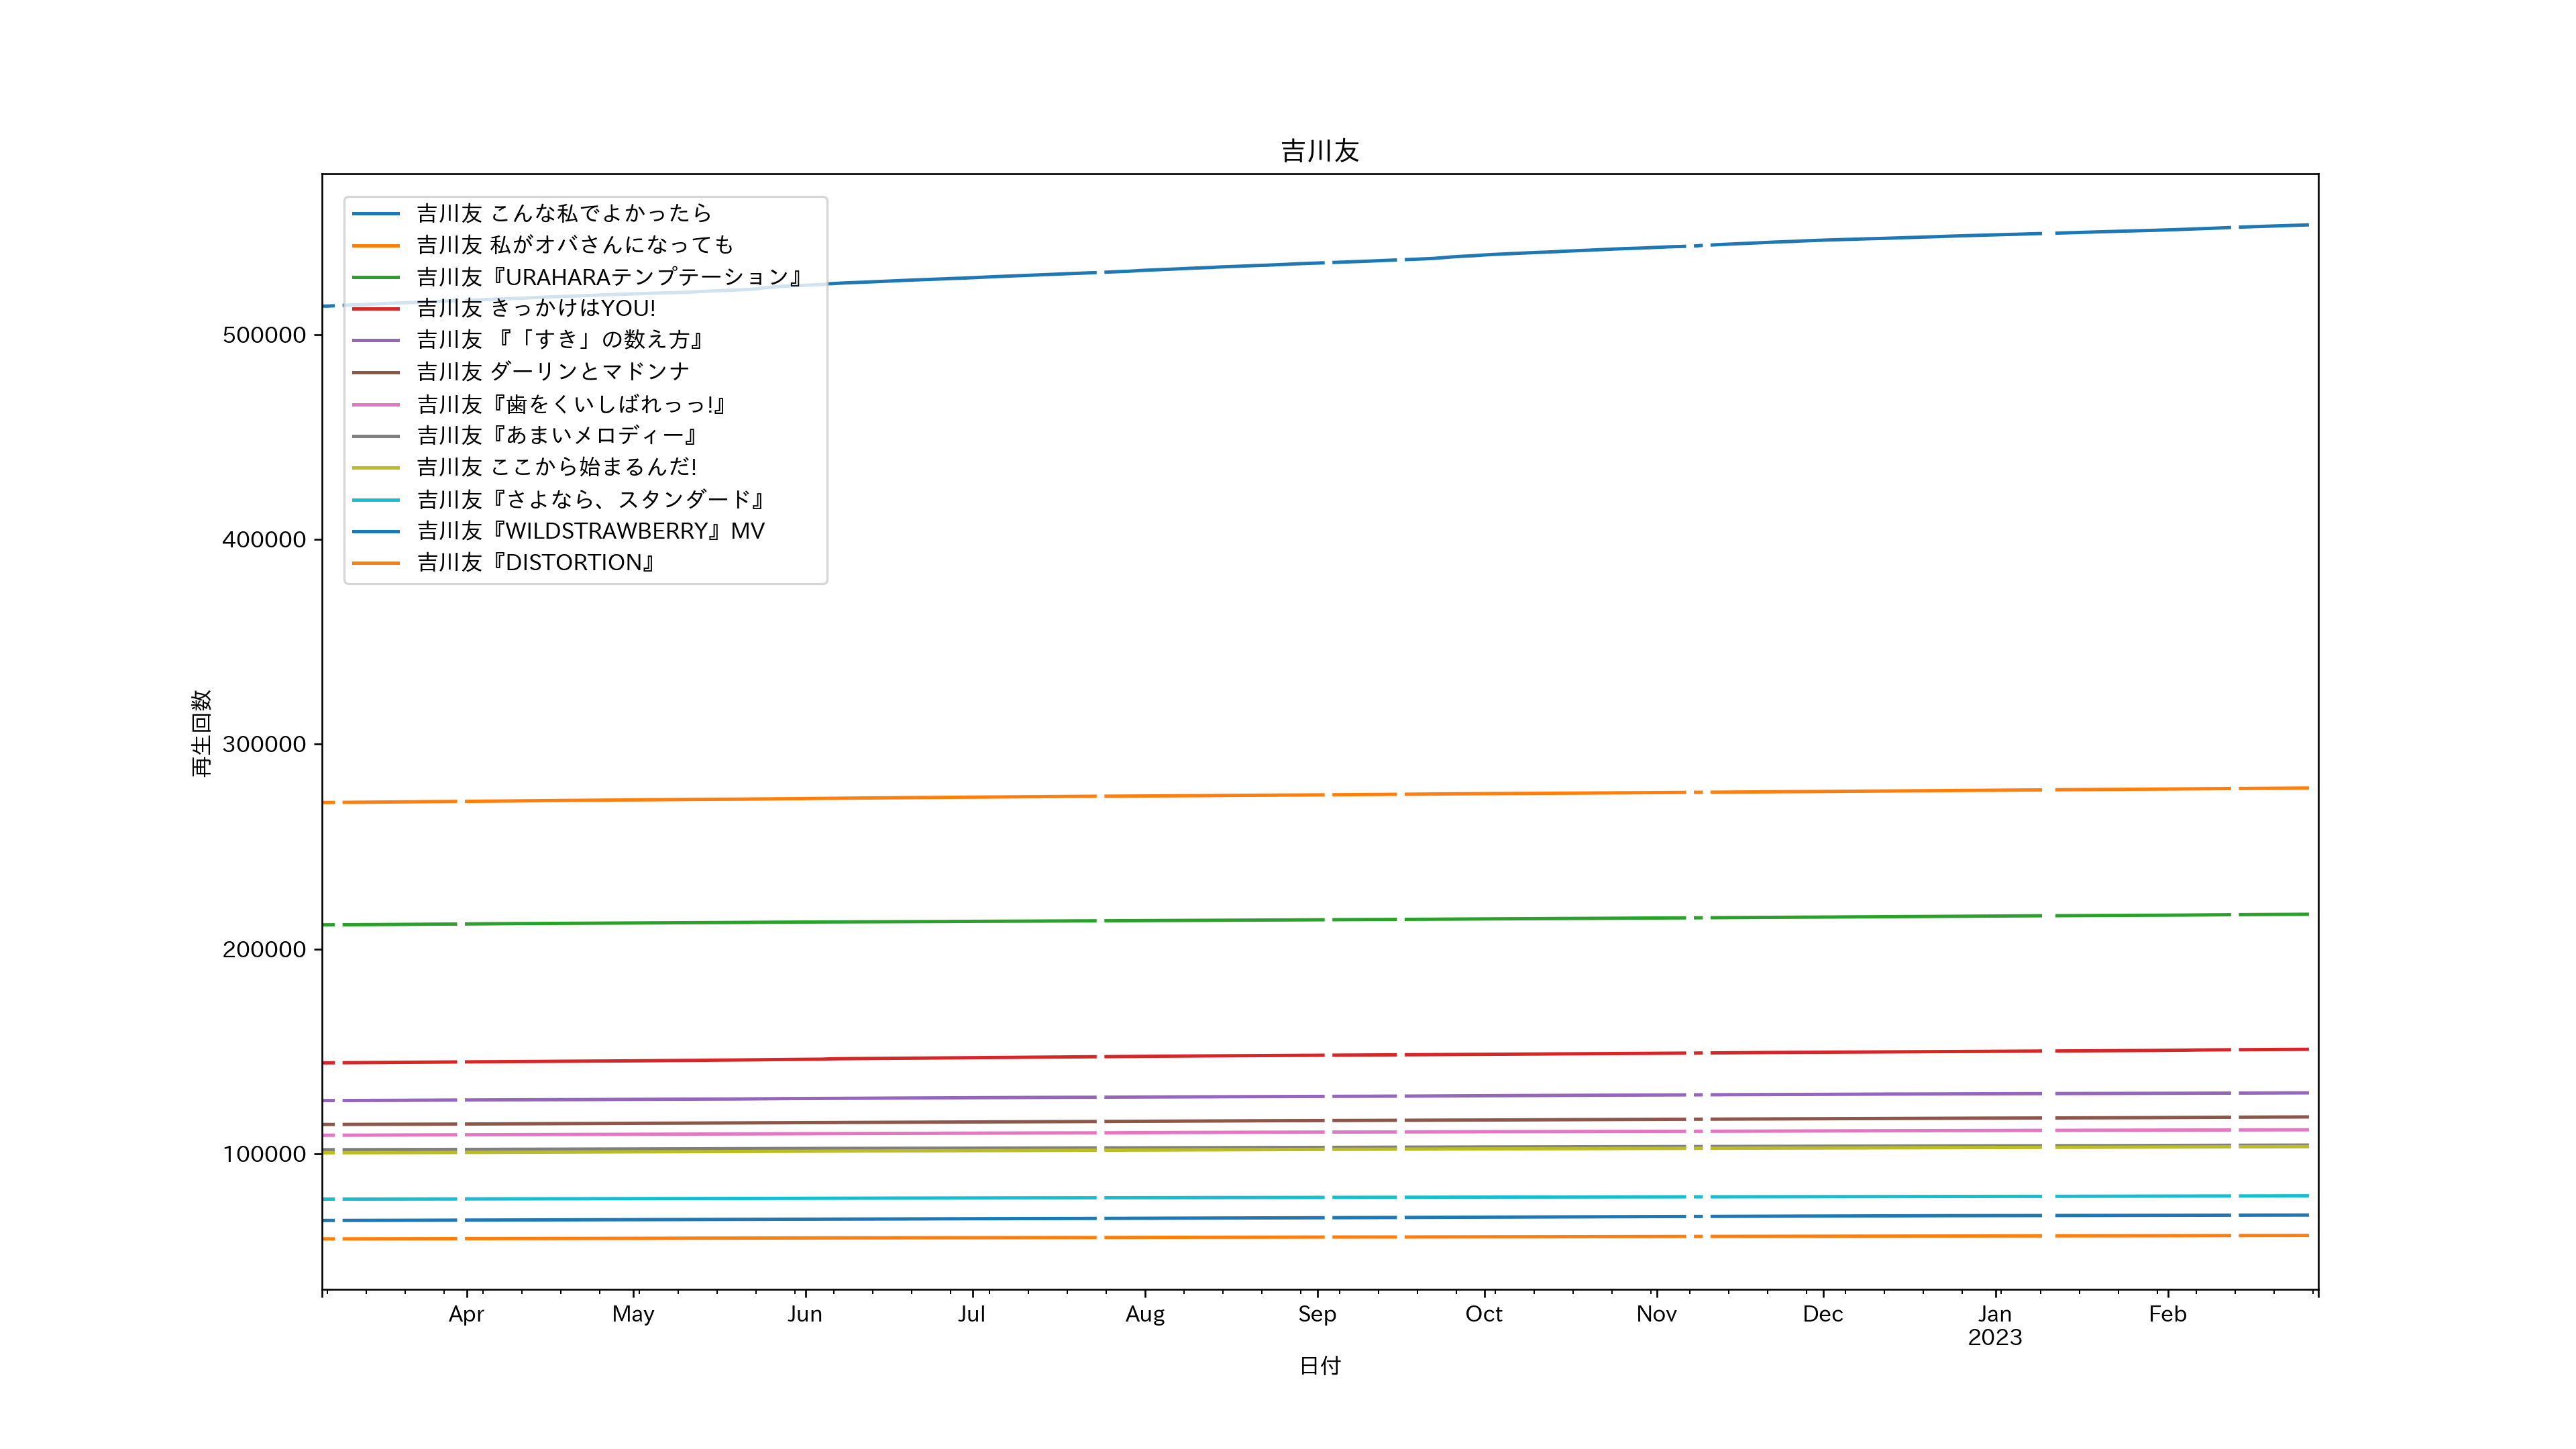 吉川友
吉川友 こんな私でよかったら
吉川友 私がオバさんになっても
吉川友『URAHARAテンプテーション』
吉川友 きっかけはYOU!
吉川友 『「すき」の数え方』
吉川友 ダーリンとマドンナ
吉川友『歯をくいしばれっっ!』
吉川友『あまいメロディー』
吉川友 ここから始まるんだ!
吉川友『さよなら、スタンダード』
吉川友『WILDSTRAWBERRY』MV
吉川友『DISTORTION』
再生回数
500000
400000
300000
200000
100000
Apr May Jun Jul Aug Sep Oct Nov Dec Jan Feb
2023
日付